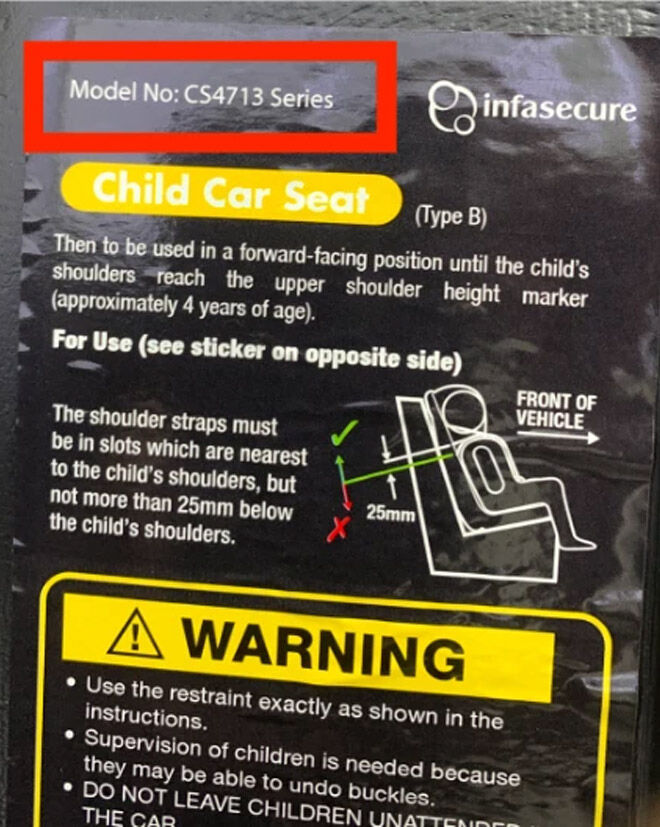 Model No: CS4713 Series
infasecure
Child Car Seat
(Type B)
Then to be used in a forward-facing position until the child's
shoulders reach the upper shoulder height marker
(approximately 4 years of age).
For Use (see sticker on opposite side)
The shoulder straps must
be in slots which are nearest
to the child's shoulders, but
not more than 25mm below
the child's shoulders.
FRONT OF
VEHICLE
25mm
WARNING
• Use the restraint exactly as shown in the
instructions.
• Supervision of children is needed because
they may be able to undo buckles.
• DO NOT LEAVE CHILDREN UNATTENDED
THE CAR